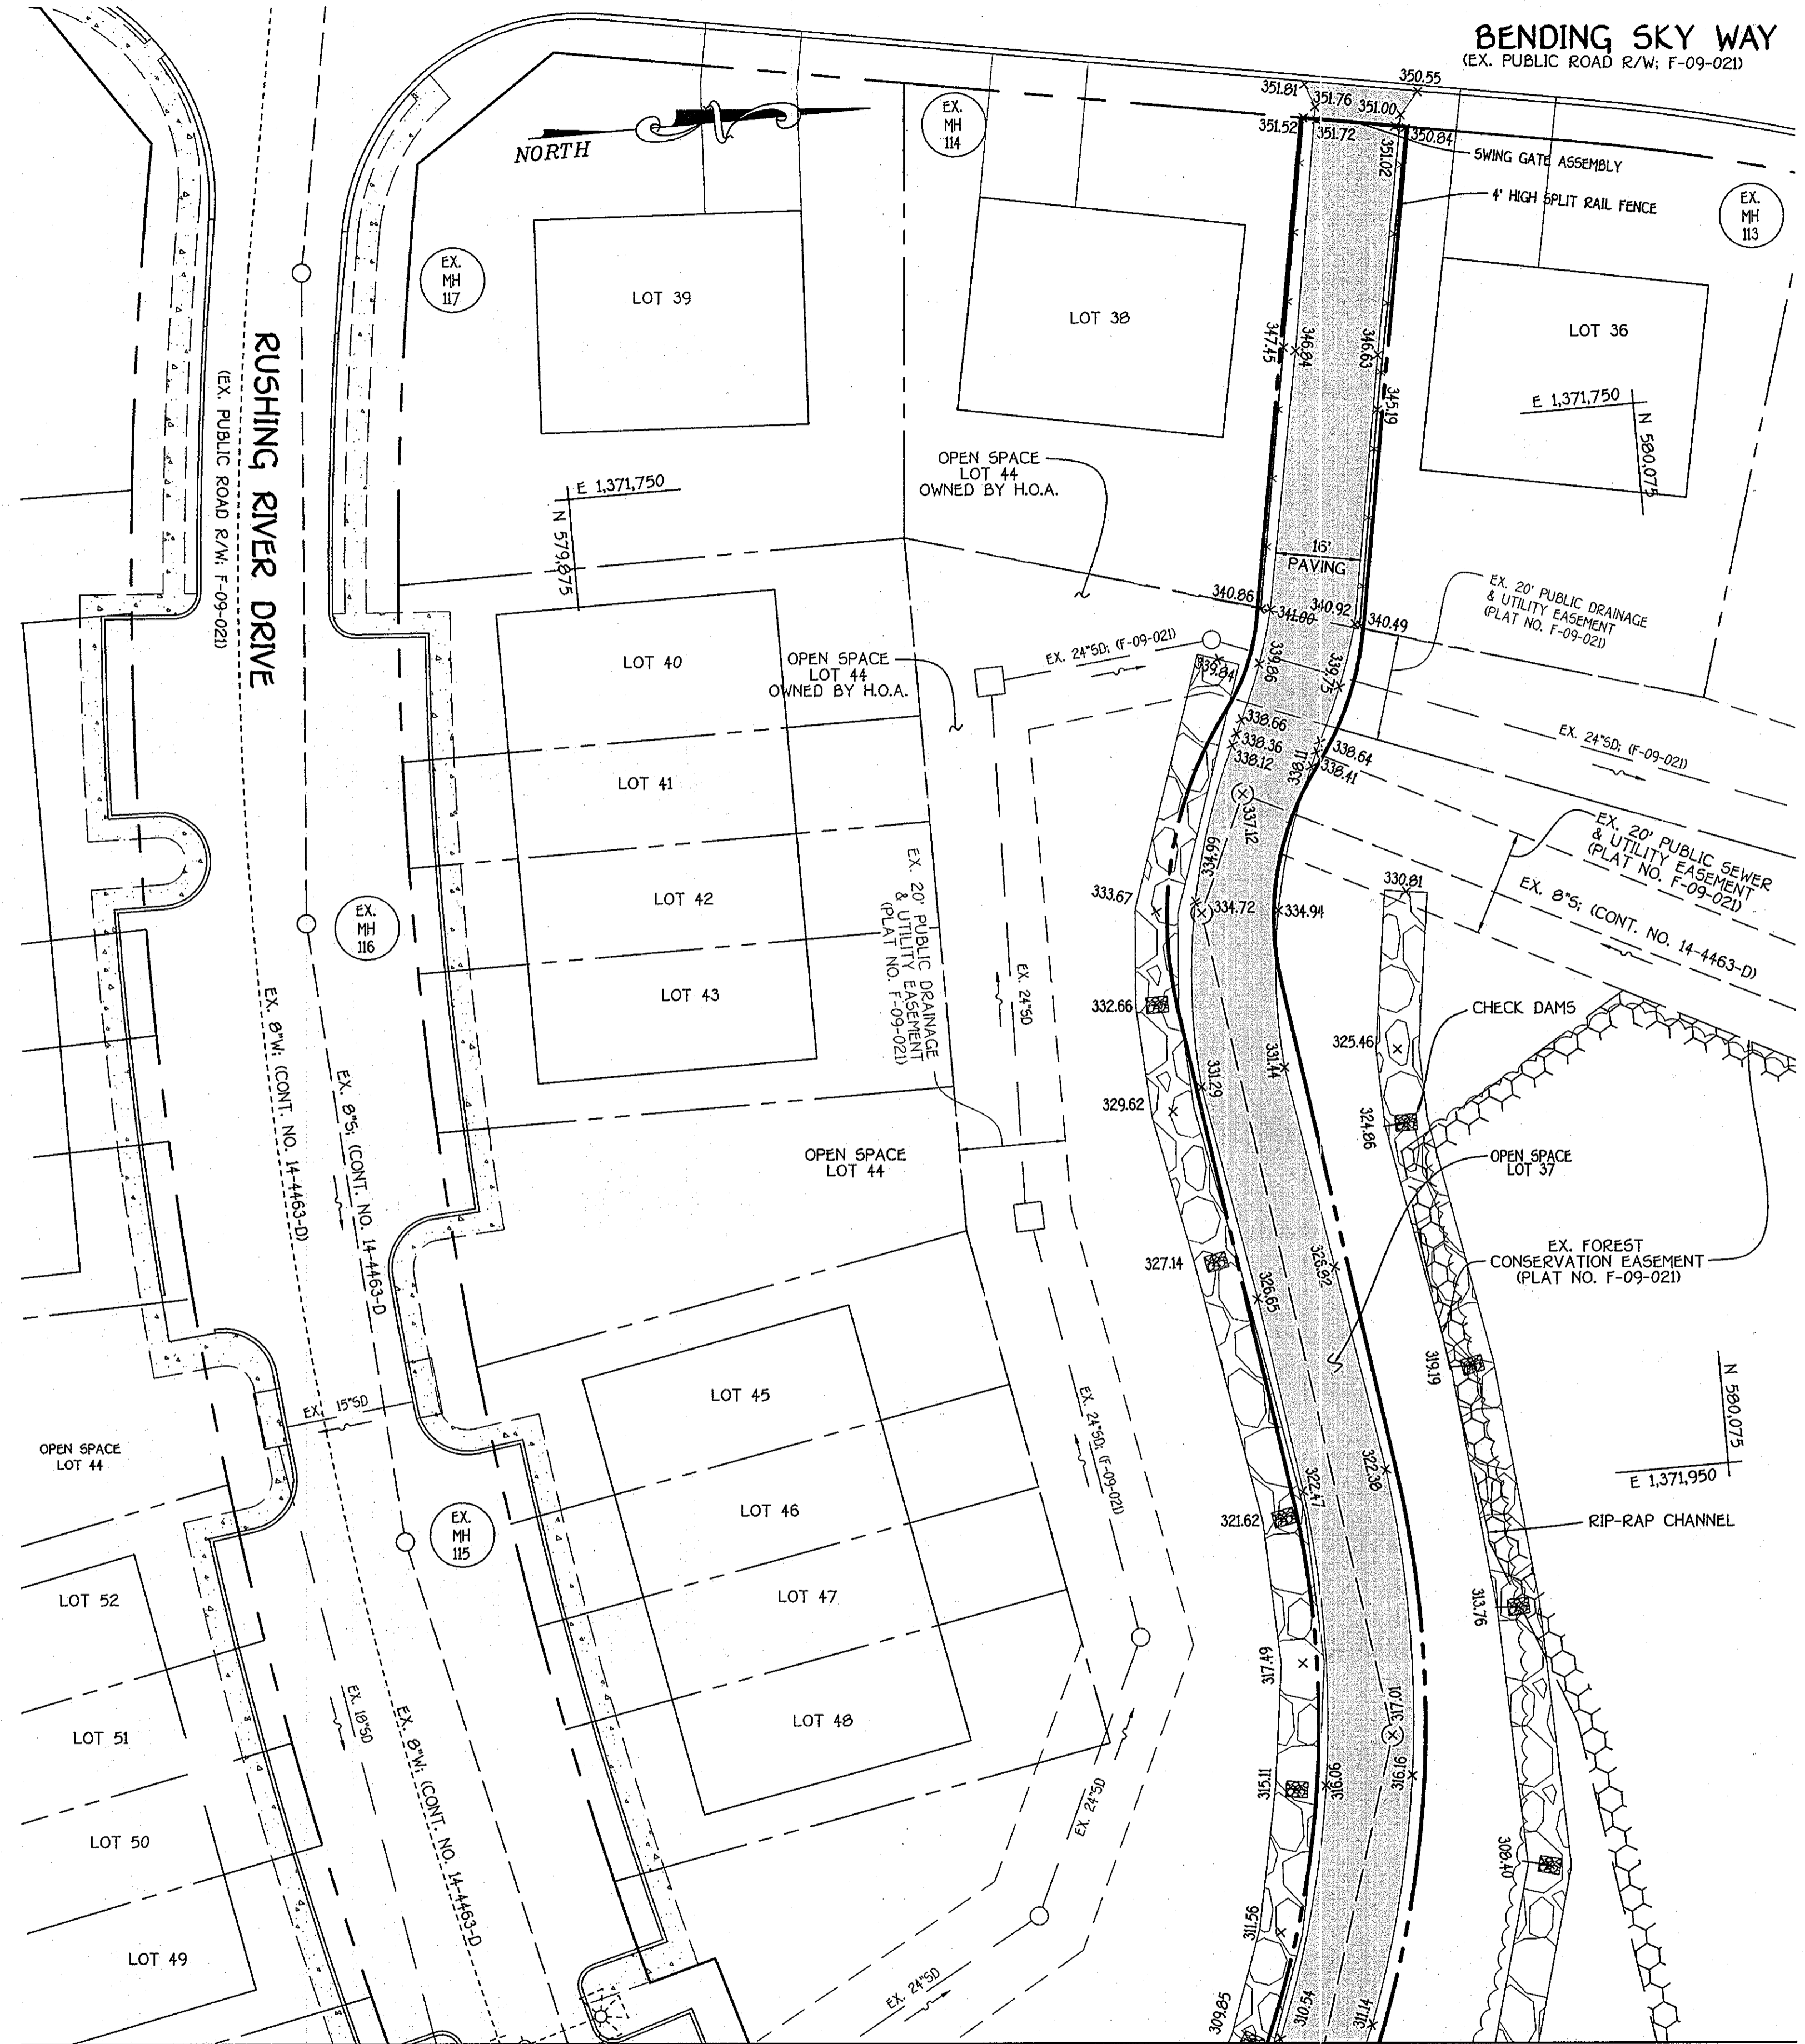 BENDING SKY WAY
(EX. PUBLIC ROAD R/W; F-09-021)
350.55
351.81
351.76
351.00
351.52
351.72
350.84
351.02
SWING GATE ASSEMBLY
4' HIGH SPLIT RAIL FENCE
NORTH
EX.
MH
114
EX.
MH
113
EX.
MH
117
LOT 39
LOT 38
LOT 36
347.45
346.84
346.63
345.19
E 1,371,750
N 580,075
RUSHING RIVER DRIVE
(EX. PUBLIC ROAD R/W; F-09-021)
E 1,371,750
N 579,875
OPEN SPACE
LOT 44
OWNED BY H.O.A.
16'
PAVING
340.86
341.00
340.92
340.49
EX. 20' PUBLIC DRAINAGE
& UTILITY EASEMENT
(PLAT NO. F-09-021)
LOT 40
OPEN SPACE
LOT 44
OWNED BY H.O.A.
EX. 24"SD; (F-09-021)
339.84
339.86
339.75
338.66
338.36
338.12
338.64
338.11
338.41
EX. 24"SD; (F-09-021)
LOT 41
337.12
EX. 20' PUBLIC SEWER
& UTILITY EASEMENT
(PLAT NO. F-09-021)
EX. 8"S; (CONT. NO. 14-4463-D)
LOT 42
EX. 20' PUBLIC DRAINAGE
& UTILITY EASEMENT
(PLAT NO. F-09-021)
334.99
333.67
334.72
334.94
330.81
EX.
MH
116
LOT 43
EX. 24"SD
332.66
CHECK DAMS
325.46
EX. 8"W; (CONT. NO. 14-4463-D)
EX. 8"S; (CONT. NO. 14-4463-D
331.29
331.44
329.62
324.86
OPEN SPACE
LOT 44
OPEN SPACE
LOT 37
327.14
326.65
326.92
EX. FOREST
CONSERVATION EASEMENT
(PLAT NO. F-09-021)
319.19
N 580,075
E 1,371,950
EX. 15"SD
LOT 45
EX. 24"SD; (F-09-021)
OPEN SPACE
LOT 44
322.47
322.38
321.62
RIP-RAP CHANNEL
EX.
MH
115
LOT 46
LOT 52
LOT 47
313.76
317.49
317.01
LOT 51
EX. 18"SD
EX. 8"W; (CONT. NO. 14-4463-D
LOT 48
315.11
316.06
316.16
EX. 24"SD
LOT 50
308.40
311.56
LOT 49
EX. 24"SD
309.85
310.54
311.14